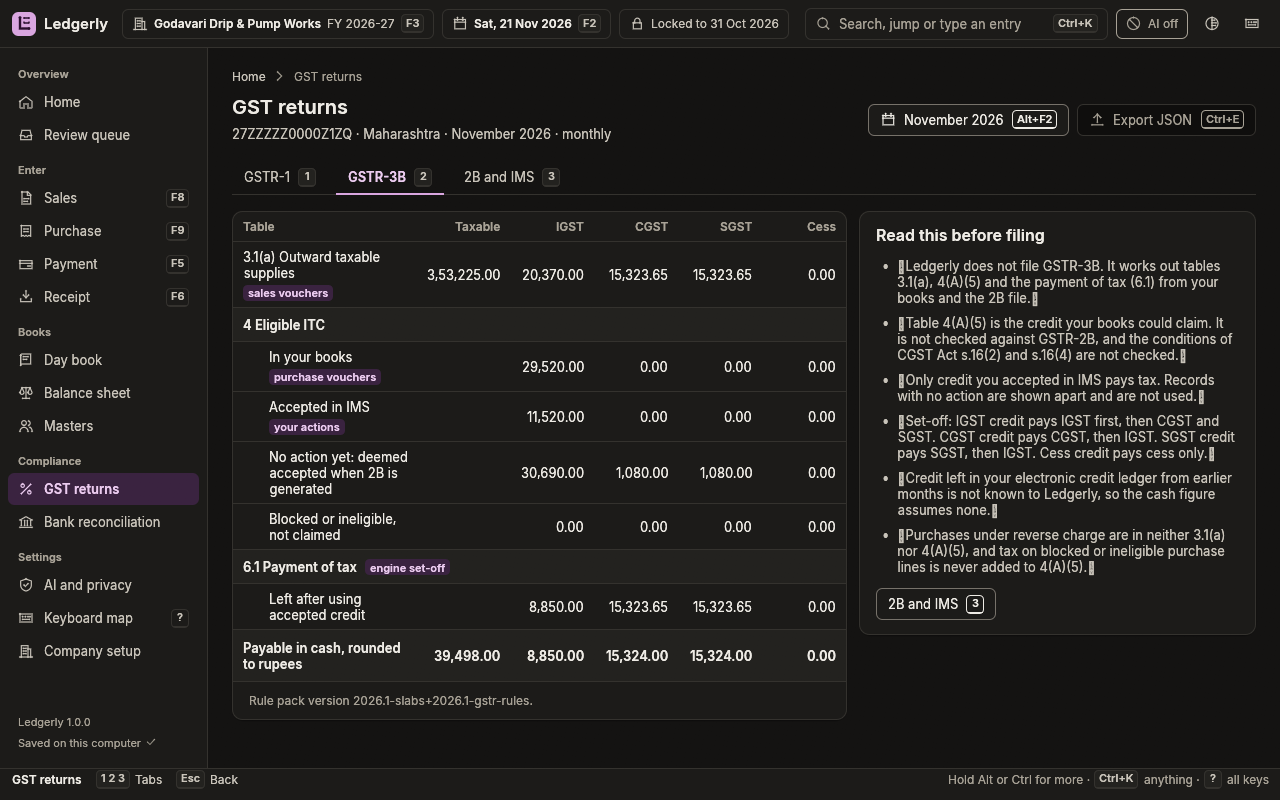 Ledgerly
Godavari Drip & Pump Works FY 2026-27 F3
Sat, 21 Nov 2026 F2
Locked to 31 Oct 2026
Search, jump or type an entry Ctrl+K
AI off
Overview
Home
Review queue
Enter
Sales F8
Purchase F9
Payment F5
Receipt F6
Books
Day book
Balance sheet
Masters
Compliance
GST returns
Bank reconciliation
Settings
AI and privacy
Keyboard map ?
Company setup
Ledgerly 1.0.0
Saved on this computer
Home GST returns
GST returns
27ZZZZZ0000Z1ZQ · Maharashtra · November 2026 · monthly
November 2026 Alt+F2
Export JSON Ctrl+E
GSTR-1 1 GSTR-3B 2 2B and IMS 3
Table Taxable IGST CGST SGST Cess
3.1(a) Outward taxable
supplies
sales vouchers
3,53,225.00 20,370.00 15,323.65 15,323.65 0.00
4 Eligible ITC
In your books
purchase vouchers
29,520.00 0.00 0.00 0.00
Accepted in IMS
your actions
11,520.00 0.00 0.00 0.00
No action yet: deemed
accepted when 2B is
generated
30,690.00 1,080.00 1,080.00 0.00
Blocked or ineligible,
not claimed
0.00 0.00 0.00 0.00
6.1 Payment of tax engine set-off
Left after using
accepted credit
8,850.00 15,323.65 15,323.65 0.00
Payable in cash, rounded
to rupees
39,498.00 8,850.00 15,324.00 15,324.00 0.00
Rule pack version 2026.1-slabs+2026.1-gstr-rules.
Read this before filing
Ledgerly does not file GSTR-3B. It works out tables
3.1(a), 4(A)(5) and the payment of tax (6.1) from your
books and the 2B file.
Table 4(A)(5) is the credit your books could claim. It
is not checked against GSTR-2B, and the conditions of
CGST Act s.16(2) and s.16(4) are not checked.
Only credit you accepted in IMS pays tax. Records
with no action are shown apart and are not used.
Set-off: IGST credit pays IGST first, then CGST and
SGST. CGST credit pays CGST, then IGST. SGST credit
pays SGST, then IGST. Cess credit pays cess only.
Credit left in your electronic credit ledger from earlier
months is not known to Ledgerly, so the cash figure
assumes none.
Purchases under reverse charge are in neither 3.1(a)
nor 4(A)(5), and tax on blocked or ineligible purchase
lines is never added to 4(A)(5).
2B and IMS 3
GST returns 1 2 3 Tabs Esc Back
Hold Alt or Ctrl for more · Ctrl+K anything · ? all keys